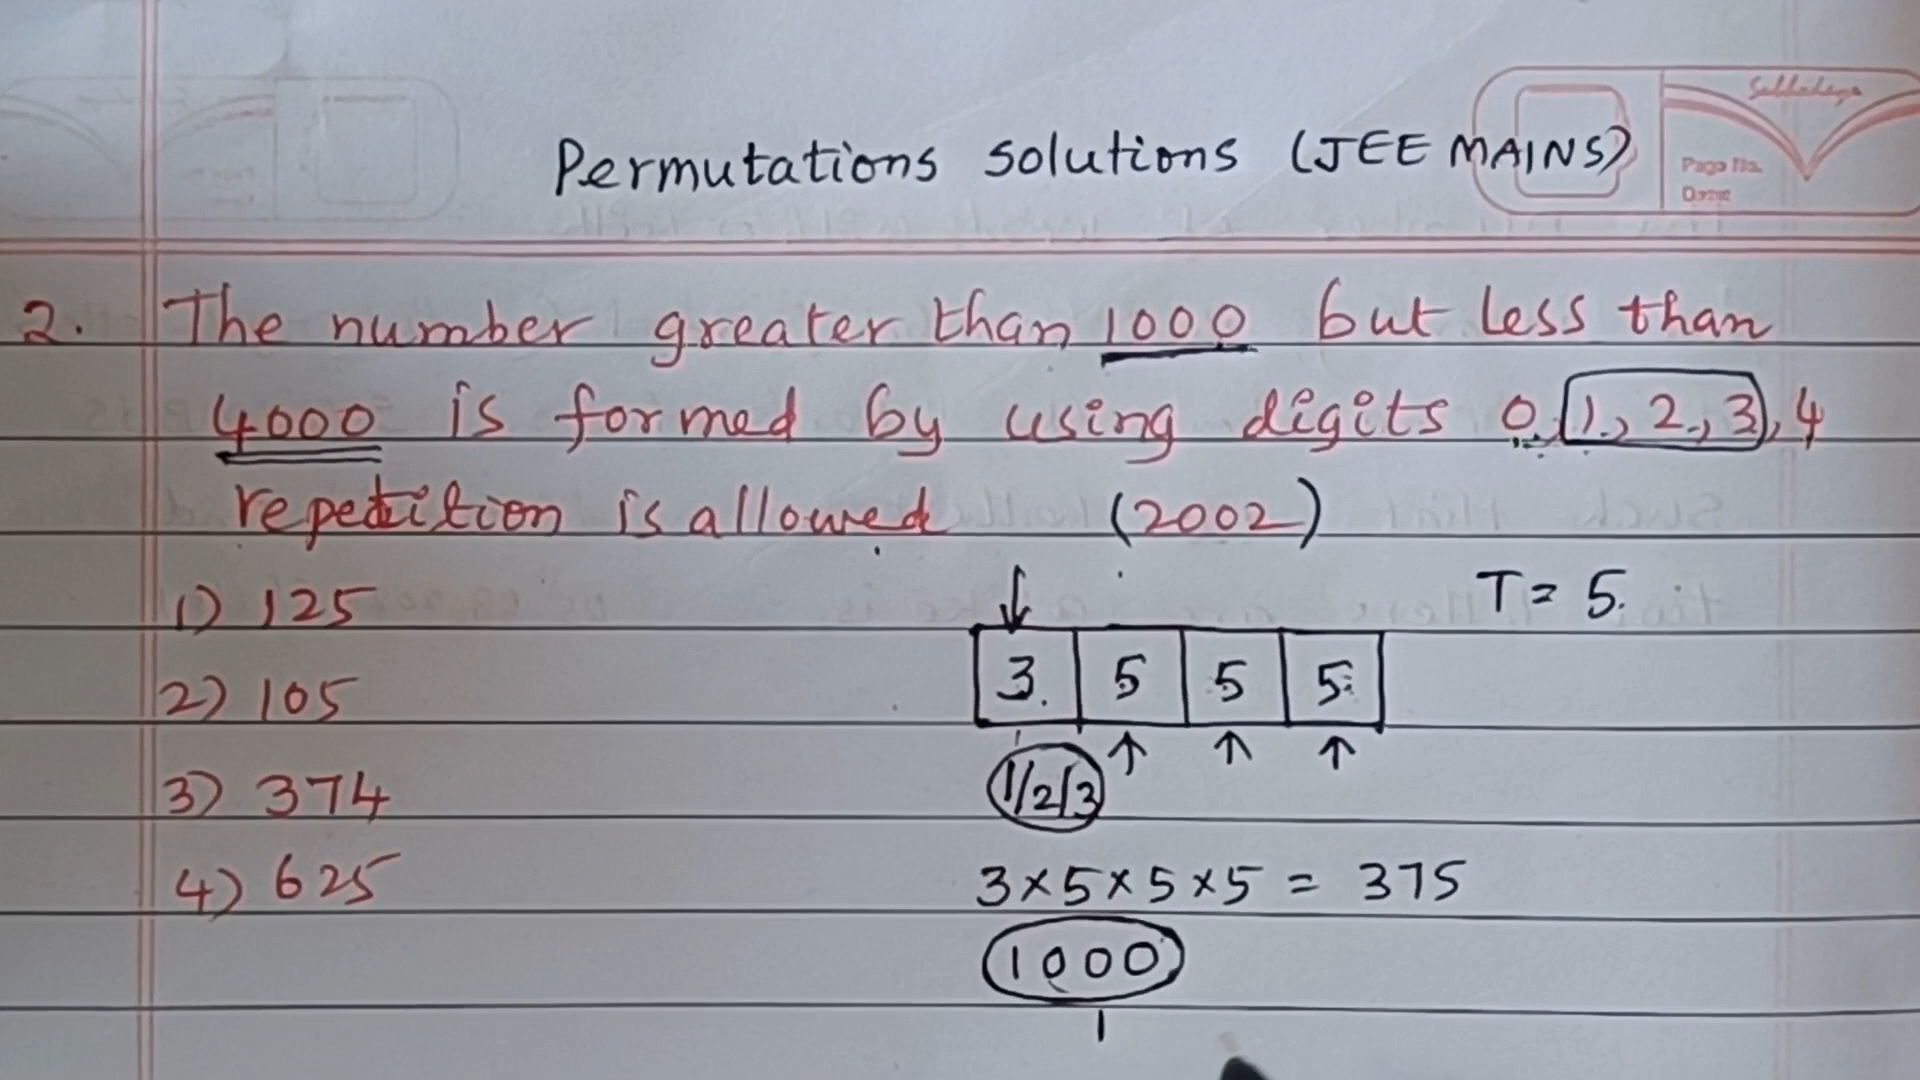 Permutations solutions (JEE MAINS)
Page No.
2. The number greater than 1000 but less than
4000 is formed by using digits 0,1,2,3,4
repetition is allowed (2002)
1) 125
T = 5.
2) 105
3 5 5 5
3) 374
1/2/3
4) 625
3×5×5×5 = 375
1000
1